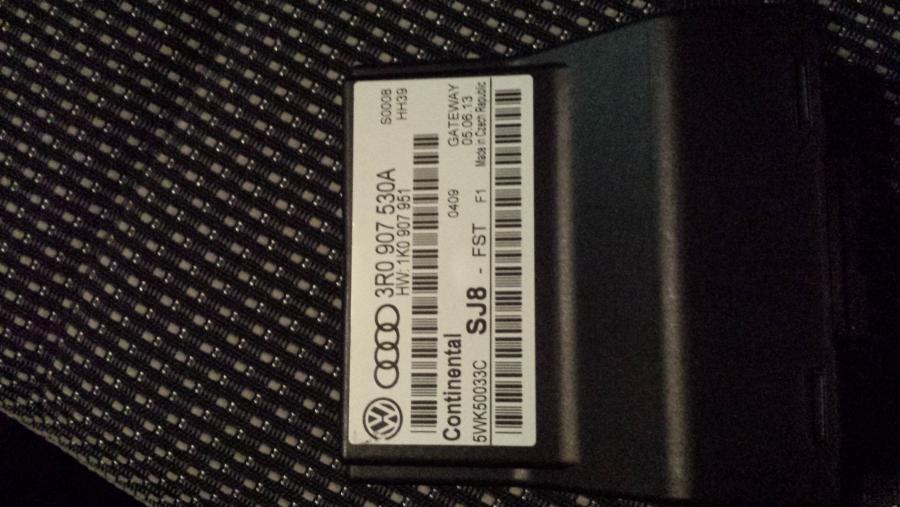 3R0 907 530A S0008
HW: 1K0 907 951 HH39
Continental 0409 GATEWAY
SJ8 - FST 05.06.13
5WK50033C F1 Made in Czech Republic